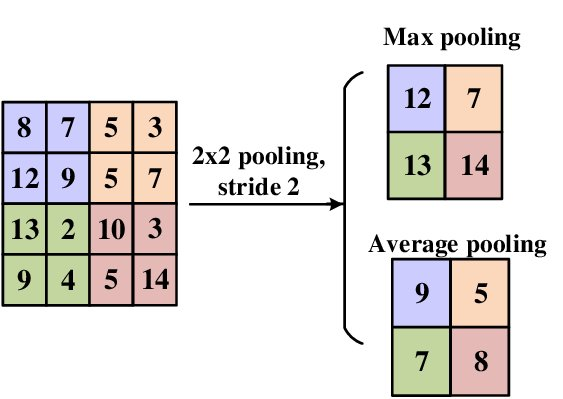 Max pooling
12 7
13 14
8 7 5 3
12 9 5 7
13 2 10 3
9 4 5 14
2x2 pooling,
stride 2
Average pooling
9 5
7 8